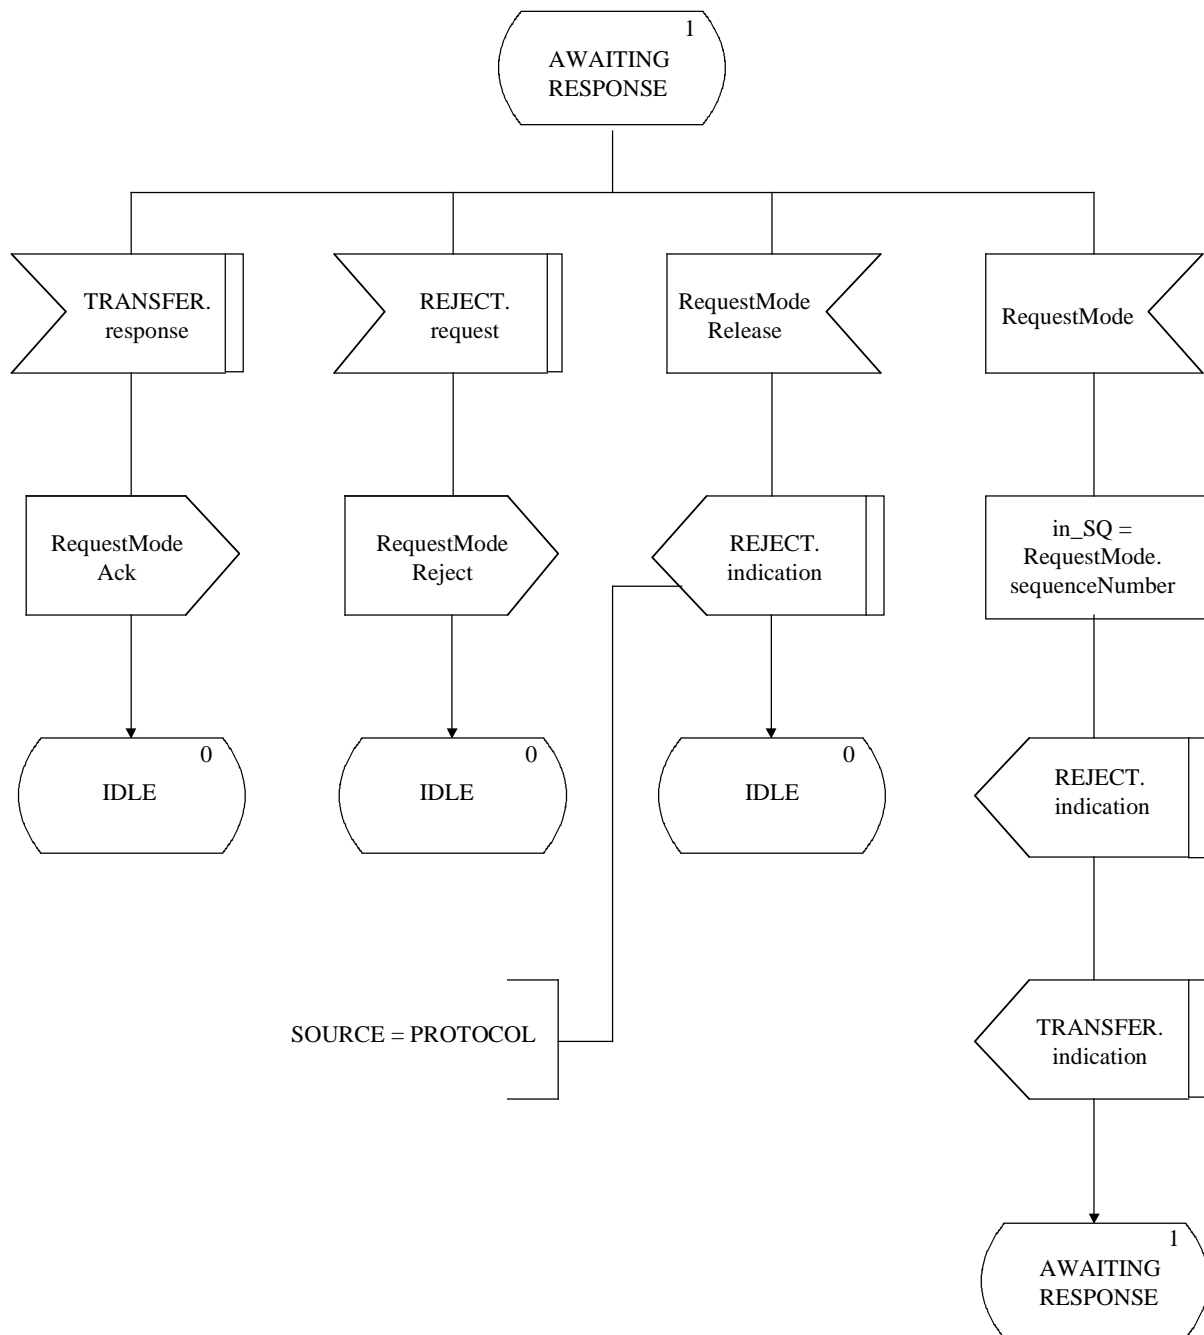 1
AWAITING
RESPONSE
TRANSFER.
response
REJECT.
request
RequestMode
Release
RequestMode
RequestMode
Ack
RequestMode
Reject
REJECT.
indication
in_SQ =
RequestMode.
sequenceNumber
0
IDLE
0
IDLE
0
IDLE
REJECT.
indication
SOURCE = PROTOCOL
TRANSFER.
indication
1
AWAITING
RESPONSE